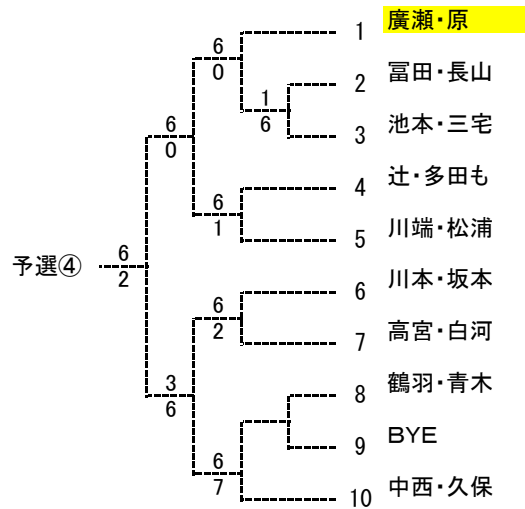 6
0
1 廣瀬・原
2 冨田・長山
1
6
3 池本・三宅
6
0
4 辻・多田も
6
1
5 川端・松浦
予選④
6
2
6 川本・坂本
6
2
7 高宮・白河
3
6
8 鶴羽・青木
9 BYE
6
7
10 中西・久保